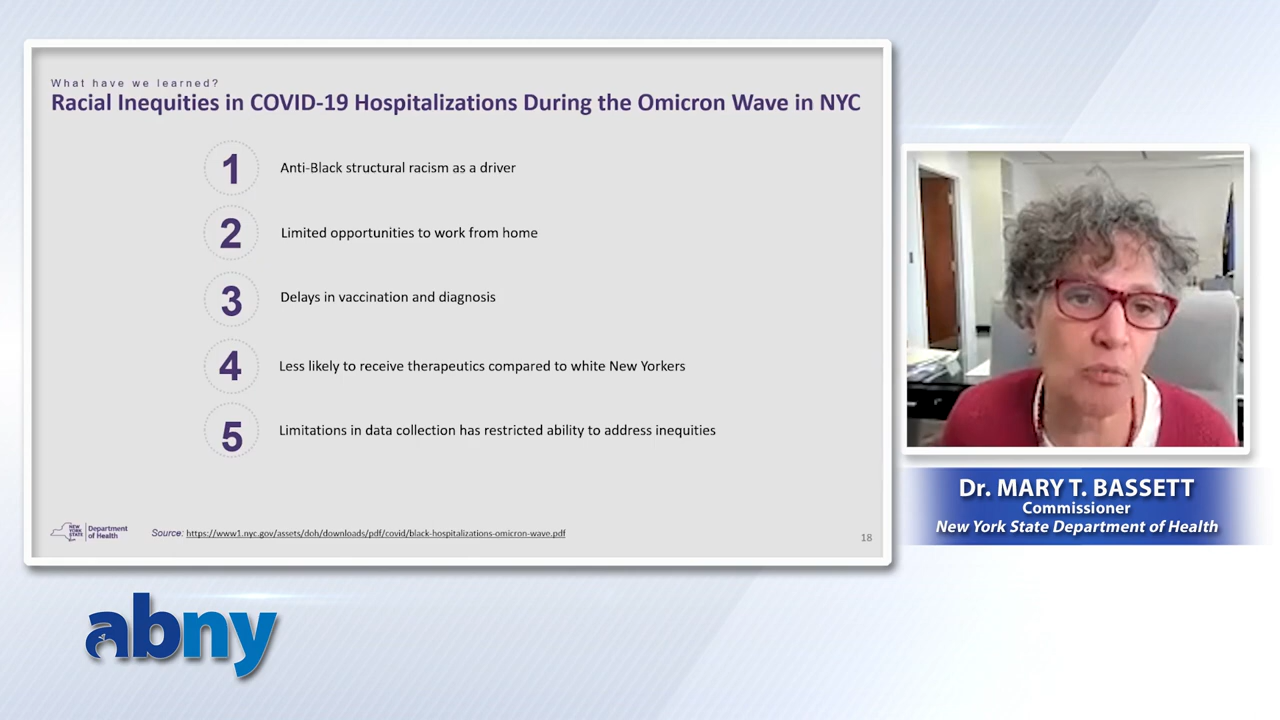 What have we learned?
Racial Inequities in COVID-19 Hospitalizations During the Omicron Wave in NYC
1
Anti-Black structural racism as a driver
2
Limited opportunities to work from home
3
Delays in vaccination and diagnosis
4
Less likely to receive therapeutics compared to white New Yorkers
5
Limitations in data collection has restricted ability to address inequities
NEW
YORK
STATE
Department
of Health
Source: https://www1.nyc.gov/assets/doh/downloads/pdf/covid/black-hospitalizations-omicron-wave.pdf
18
Dr. MARY T. BASSETT
Commissioner
New York State Department of Health
abny